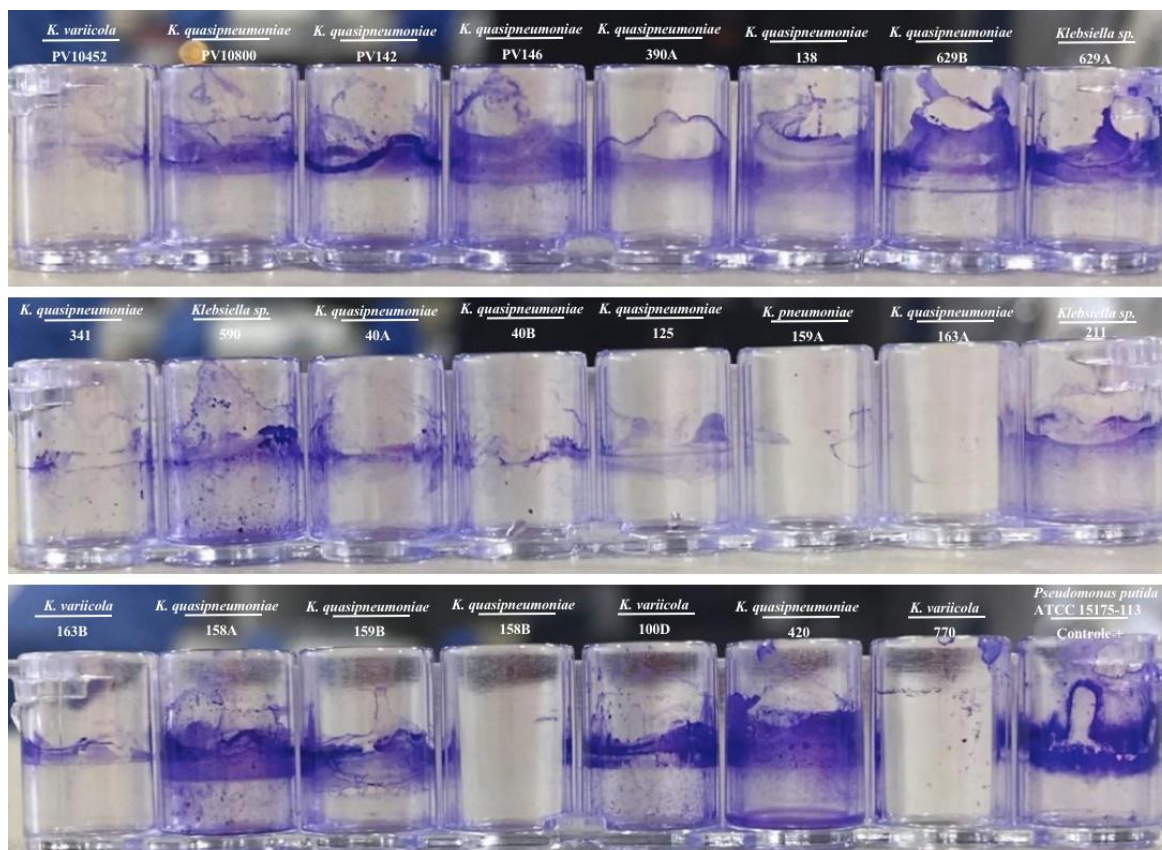 K. variicola K. quasipneumoniae K. quasipneumoniae K. quasipneumoniae K. quasipneumoniae K. quasipneumoniae K. quasipneumoniae Klebsiella sp.
PV10452 PV10800 PV142 PV146 390A 138 629B 629A
K. quasipneumoniae Klebsiella sp. K. quasipneumoniae K. quasipneumoniae K. quasipneumoniae K. pneumoniae K. quasipneumoniae Klebsiella sp.
341 590 40A 40B 125 159A 163A 211
K. variicola K. quasipneumoniae K. quasipneumoniae K. quasipneumoniae K. variicola K. quasipneumoniae K. variicola Pseudomonas putida
ATCC 15175-113
163B 158A 159B 158B 100D 420 770 Controle-+